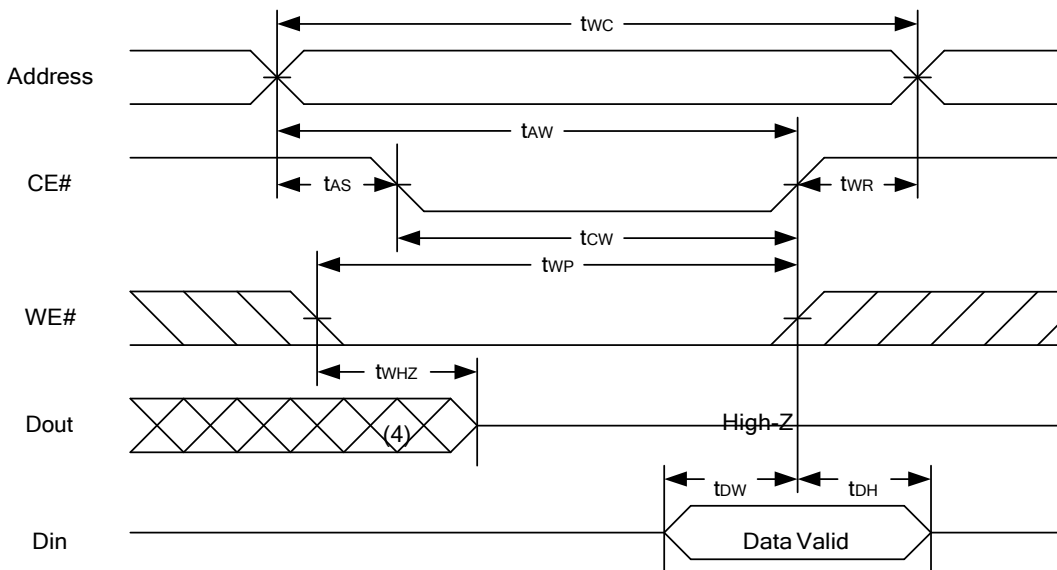 tWC
Address
tAW
CE#
tAS
tWR
tCW
tWP
WE#
tWHZ
Dout
(4)
High-Z
tDW
tDH
Din
Data Valid